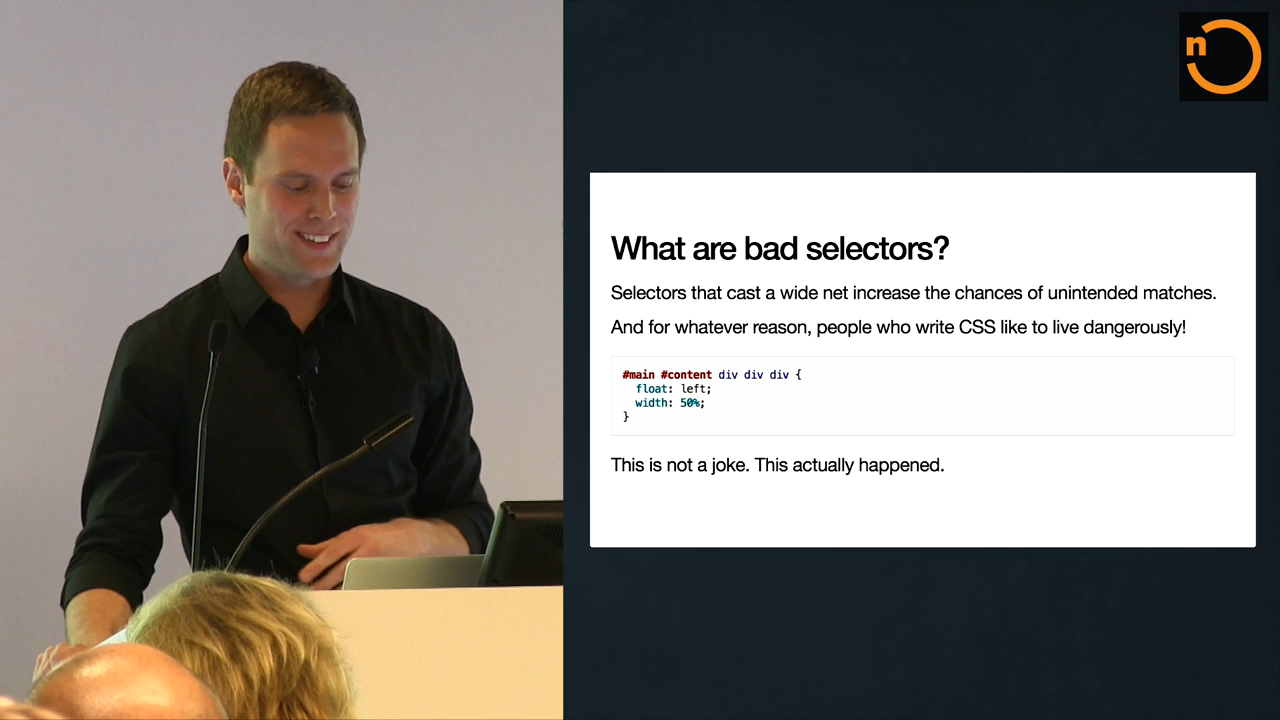 n
What are bad selectors?
Selectors that cast a wide net increase the chances of unintended matches.
And for whatever reason, people who write CSS like to live dangerously!
#main #content div div div {
  float: left;
  width: 50%;
}
This is not a joke. This actually happened.